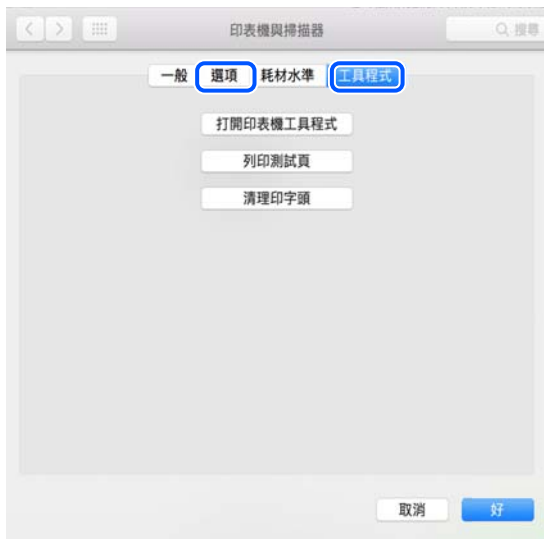 印表機與掃描器 搜尋
一般 選項 耗材水準 工具程式
打開印表機工具程式
列印測試頁
清理印字頭
取消 好